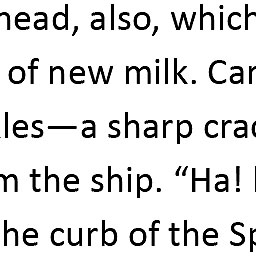 head, also, which
of new milk. Car
les—a sharp crac
m the ship. “Ha!
he curb of the Sp